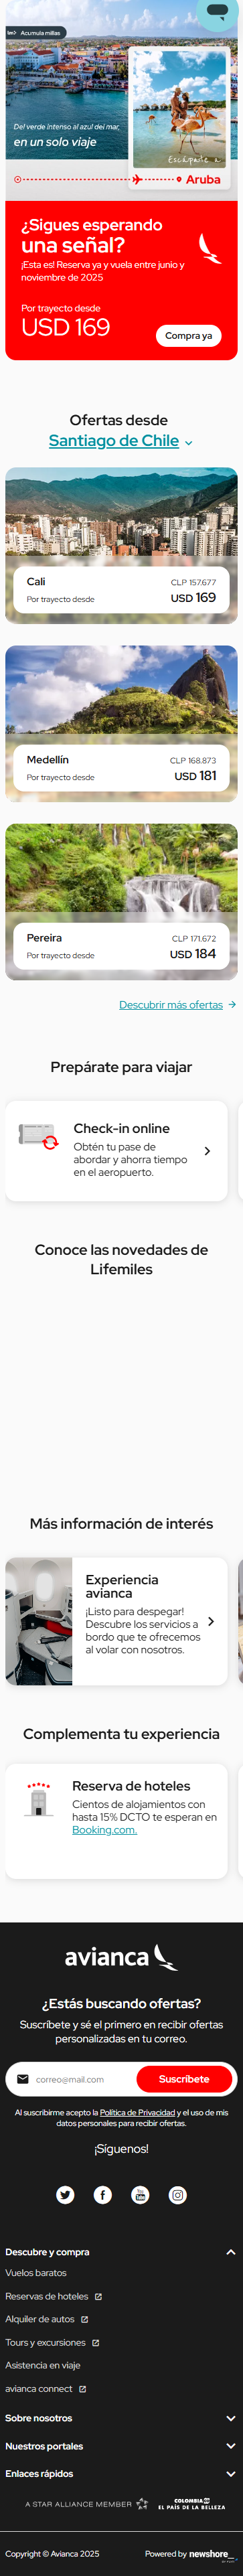 Acumula millas
Del verde intenso al azul del mar,
en un solo viaje
Escápate a
Aruba
¿Sigues esperando
una señal?
¡Esta es! Reserva ya y vuela entre junio y
noviembre de 2025
Por trayecto desde
USD 169
Compra ya
Ofertas desde
Santiago de Chile
Cali
CLP 157.677
Por trayecto desde
USD 169
Medellín
CLP 168.873
Por trayecto desde
USD 181
Pereira
CLP 171.672
Por trayecto desde
USD 184
Descubrir más ofertas
Prepárate para viajar
Check-in online
Obtén tu pase de
abordar y ahorra tiempo
en el aeropuerto.
Conoce las novedades de
Lifemiles
Más información de interés
Experiencia
avianca
¡Listo para despegar!
Descubre los servicios a
bordo que te ofrecemos
al volar con nosotros.
Complementa tu experiencia
Reserva de hoteles
Cientos de alojamientos con
hasta 15% DCTO te esperan en
Booking.com.
avianca
¿Estás buscando ofertas?
Suscríbete y sé el primero en recibir ofertas
personalizadas en tu correo.
correo@mail.com
Suscríbete
Al suscribirme acepto la Política de Privacidad y el uso de mis
datos personales para recibir ofertas.
¡Síguenos!
Descubre y compra
Vuelos baratos
Reservas de hoteles
Alquiler de autos
Tours y excursiones
Asistencia en viaje
avianca connect
Sobre nosotros
Nuestros portales
Enlaces rápidos
A STAR ALLIANCE MEMBER
COLOMBIA
EL PAÍS DE LA BELLEZA
Copyright © Avianca 2025
Powered by newshore_